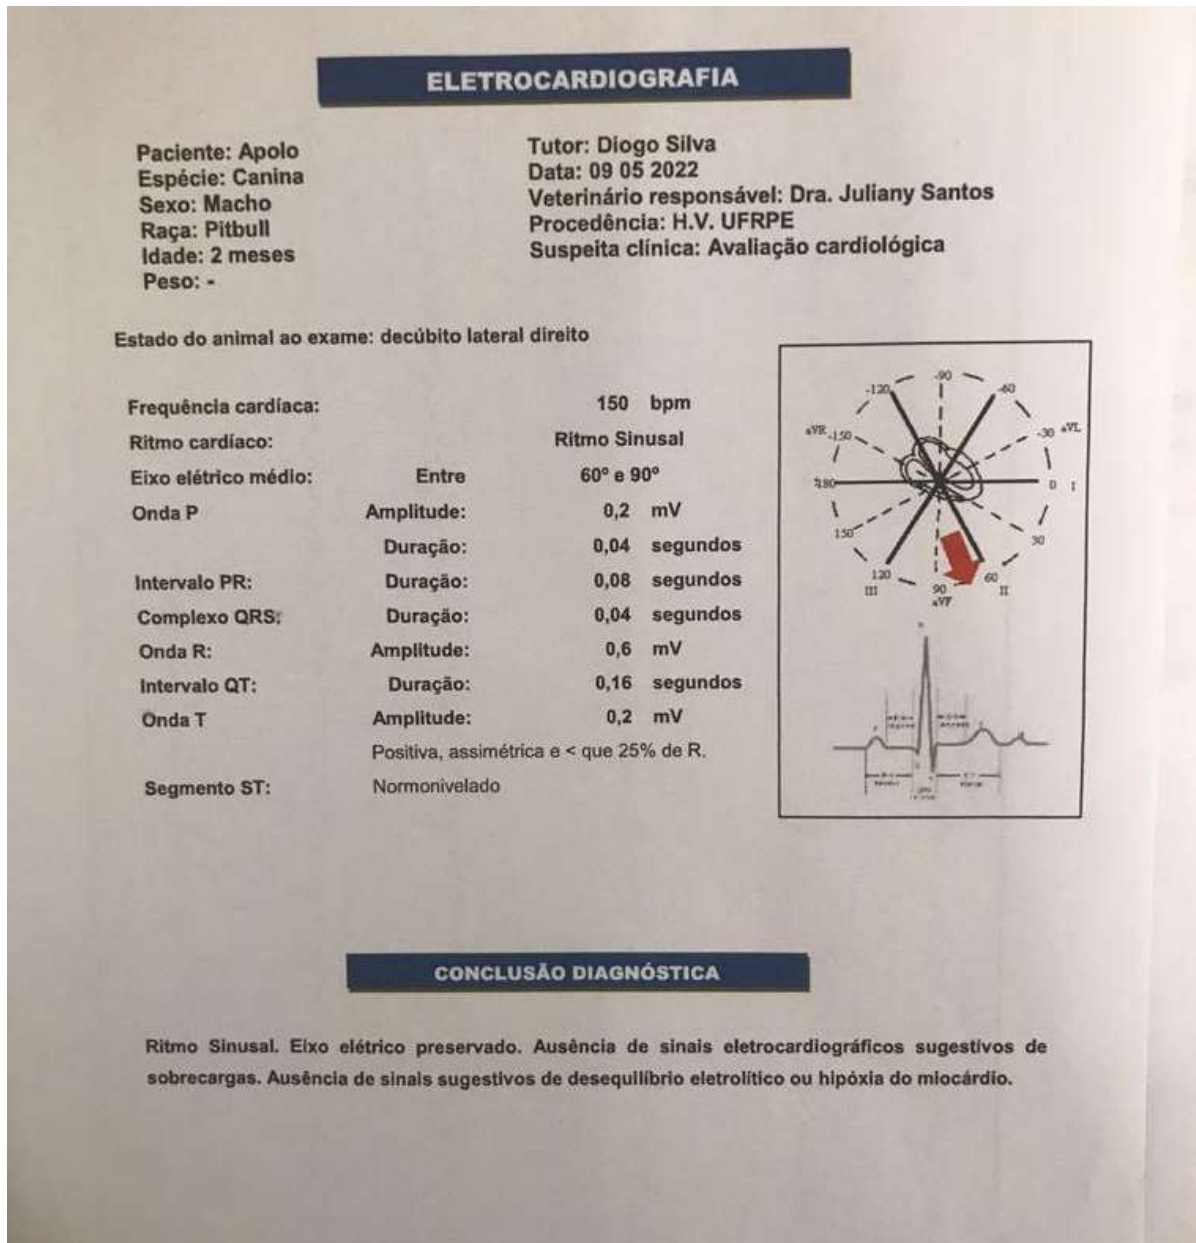 ELETROCARDIOGRAFIA
Paciente: Apolo
Espécie: Canina
Sexo: Macho
Raça: Pitbull
Idade: 2 meses
Peso: -
Tutor: Diogo Silva
Data: 09 05 2022
Veterinário responsável: Dra. Juliany Santos
Procedência: H.V. UFRPE
Suspeita clínica: Avaliação cardiológica
Estado do animal ao exame: decúbito lateral direito
Frequência cardíaca: 150 bpm
Ritmo cardíaco: Ritmo Sinusal
Eixo elétrico médio: Entre 60º e 90º
Onda P Amplitude: 0,2 mV
Duração: 0,04 segundos
Intervalo PR: Duração: 0,08 segundos
Complexo QRS: Duração: 0,04 segundos
Onda R: Amplitude: 0,6 mV
Intervalo QT: Duração: 0,16 segundos
Onda T Amplitude: 0,2 mV
Positiva, assimétrica e < que 25% de R.
Segmento ST: Normonivelado
-90
-120 -60
aVR -150 -30 aVL
180 0 I
150 30
120 90 60
III aVF II
CONCLUSÃO DIAGNÓSTICA
Ritmo Sinusal. Eixo elétrico preservado. Ausência de sinais eletrocardiográficos sugestivos de
sobrecargas. Ausência de sinais sugestivos de desequilíbrio eletrolítico ou hipóxia do miocárdio.